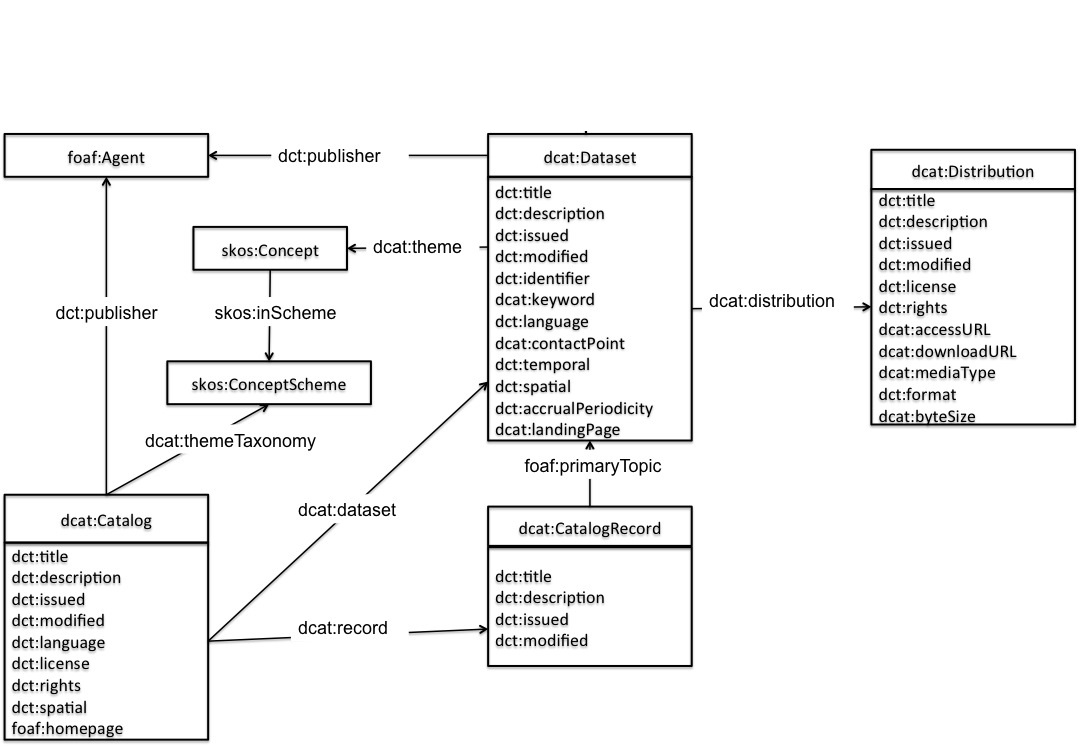 foaf:Agent
dct:publisher
dcat:Dataset
dct:title
dct:description
dct:issued
dct:modified
dct:identifier
dcat:keyword
dct:language
dcat:contactPoint
dct:temporal
dct:spatial
dct:accrualPeriodicity
dcat:landingPage
dcat:Distribution
dct:title
dct:description
dct:issued
dct:modified
dct:license
dct:rights
dcat:accessURL
dcat:downloadURL
dcat:mediaType
dct:format
dcat:byteSize
skos:Concept
dcat:theme
dcat:distribution
dct:publisher
skos:inScheme
skos:ConceptScheme
dcat:themeTaxonomy
foaf:primaryTopic
dcat:dataset
dcat:Catalog
dct:title
dct:description
dct:issued
dct:modified
dct:language
dct:license
dct:rights
dct:spatial
foaf:homepage
dcat:record
dcat:CatalogRecord
dct:title
dct:description
dct:issued
dct:modified